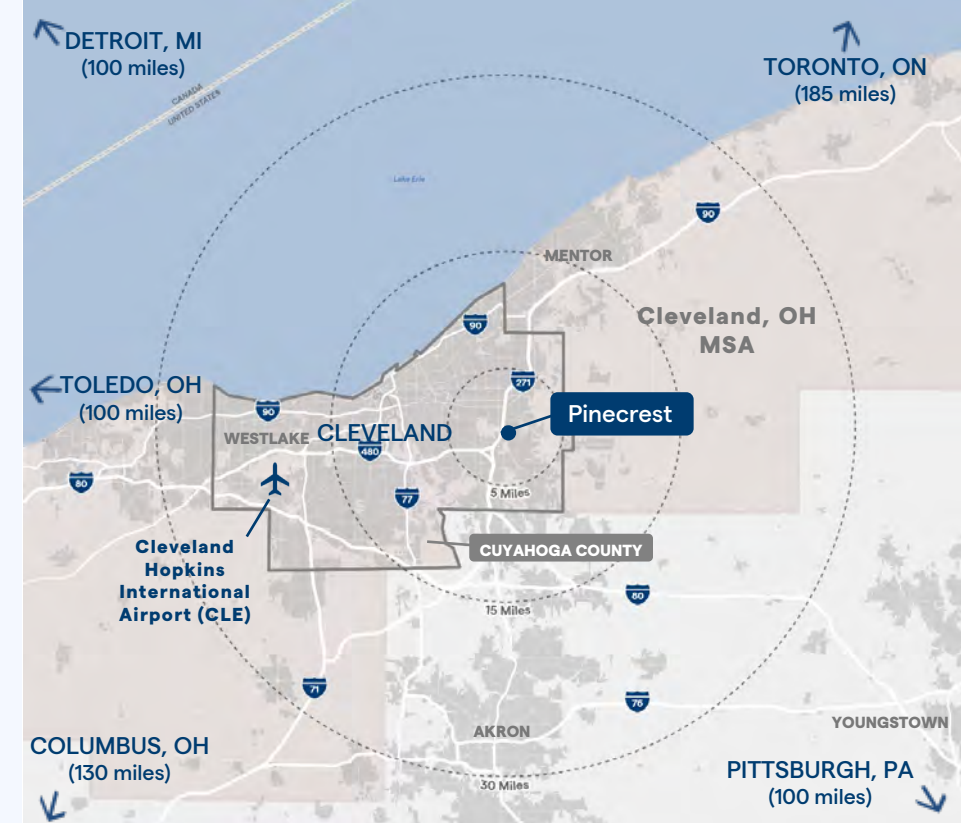 DETROIT, MI
(100 miles)
TORONTO, ON
(185 miles)
CANADA
UNITED STATES
Lake Erie
90
MENTOR
Cleveland, OH
MSA
90
271
TOLEDO, OH
(100 miles)
90
Pinecrest
WESTLAKE
CLEVELAND
480
80
77
5 Miles
Cleveland
Hopkins
International
Airport (CLE)
CUYAHOGA COUNTY
80
15 Miles
71
76
AKRON
YOUNGSTOWN
COLUMBUS, OH
(130 miles)
PITTSBURGH, PA
(100 miles)
30 Miles